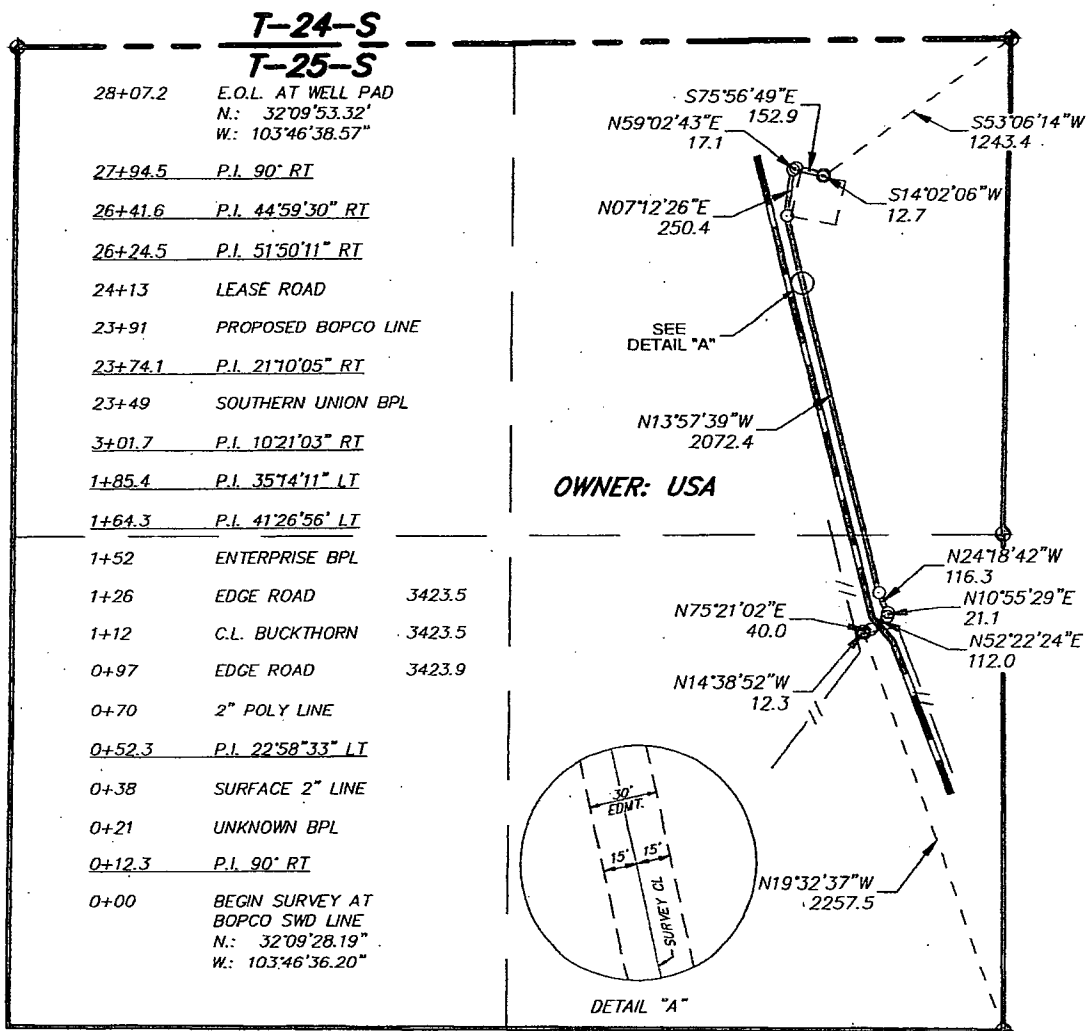 T-24-S
T-25-S
28+07.2 E.O.L. AT WELL PAD
N.: 32°09'53.32'
W.: 103°46'38.57"
27+94.5 P.I. 90° RT
26+41.6 P.I. 44°59'30" RT
26+24.5 P.I. 51°50'11" RT
24+13 LEASE ROAD
23+91 PROPOSED BOPCO LINE
23+74.1 P.I. 21°10'05" RT
23+49 SOUTHERN UNION BPL
3+01.7 P.I. 10°21'03" RT
1+85.4 P.I. 35°14'11" LT
1+64.3 P.I. 41°26'56' LT
1+52 ENTERPRISE BPL
1+26 EDGE ROAD 3423.5
1+12 C.L. BUCKTHORN 3423.5
0+97 EDGE ROAD 3423.9
0+70 2" POLY LINE
0+52.3 P.I. 22°58"33" LT
0+38 SURFACE 2" LINE
0+21 UNKNOWN BPL
0+12.3 P.I. 90° RT
0+00 BEGIN SURVEY AT
BOPCO SWD LINE
N.: 32°09'28.19"
W.: 103°46'36.20"
S75°56'49"E
152.9
N59°02'43"E
17.1
S53°06'14"W
1243.4
S14°02'06"W
12.7
N07°12'26"E
250.4
SEE
DETAIL "A"
N13°57'39"W
2072.4
OWNER: USA
N24°18'42"W
116.3
N10°55'29"E
21.1
N75°21'02"E
40.0
N52°22'24"E
112.0
N14°38'52"W
12.3
30'
EDMT.
15' 15'
SURVEY CL
N19°32'37"W
2257.5
DETAIL "A"